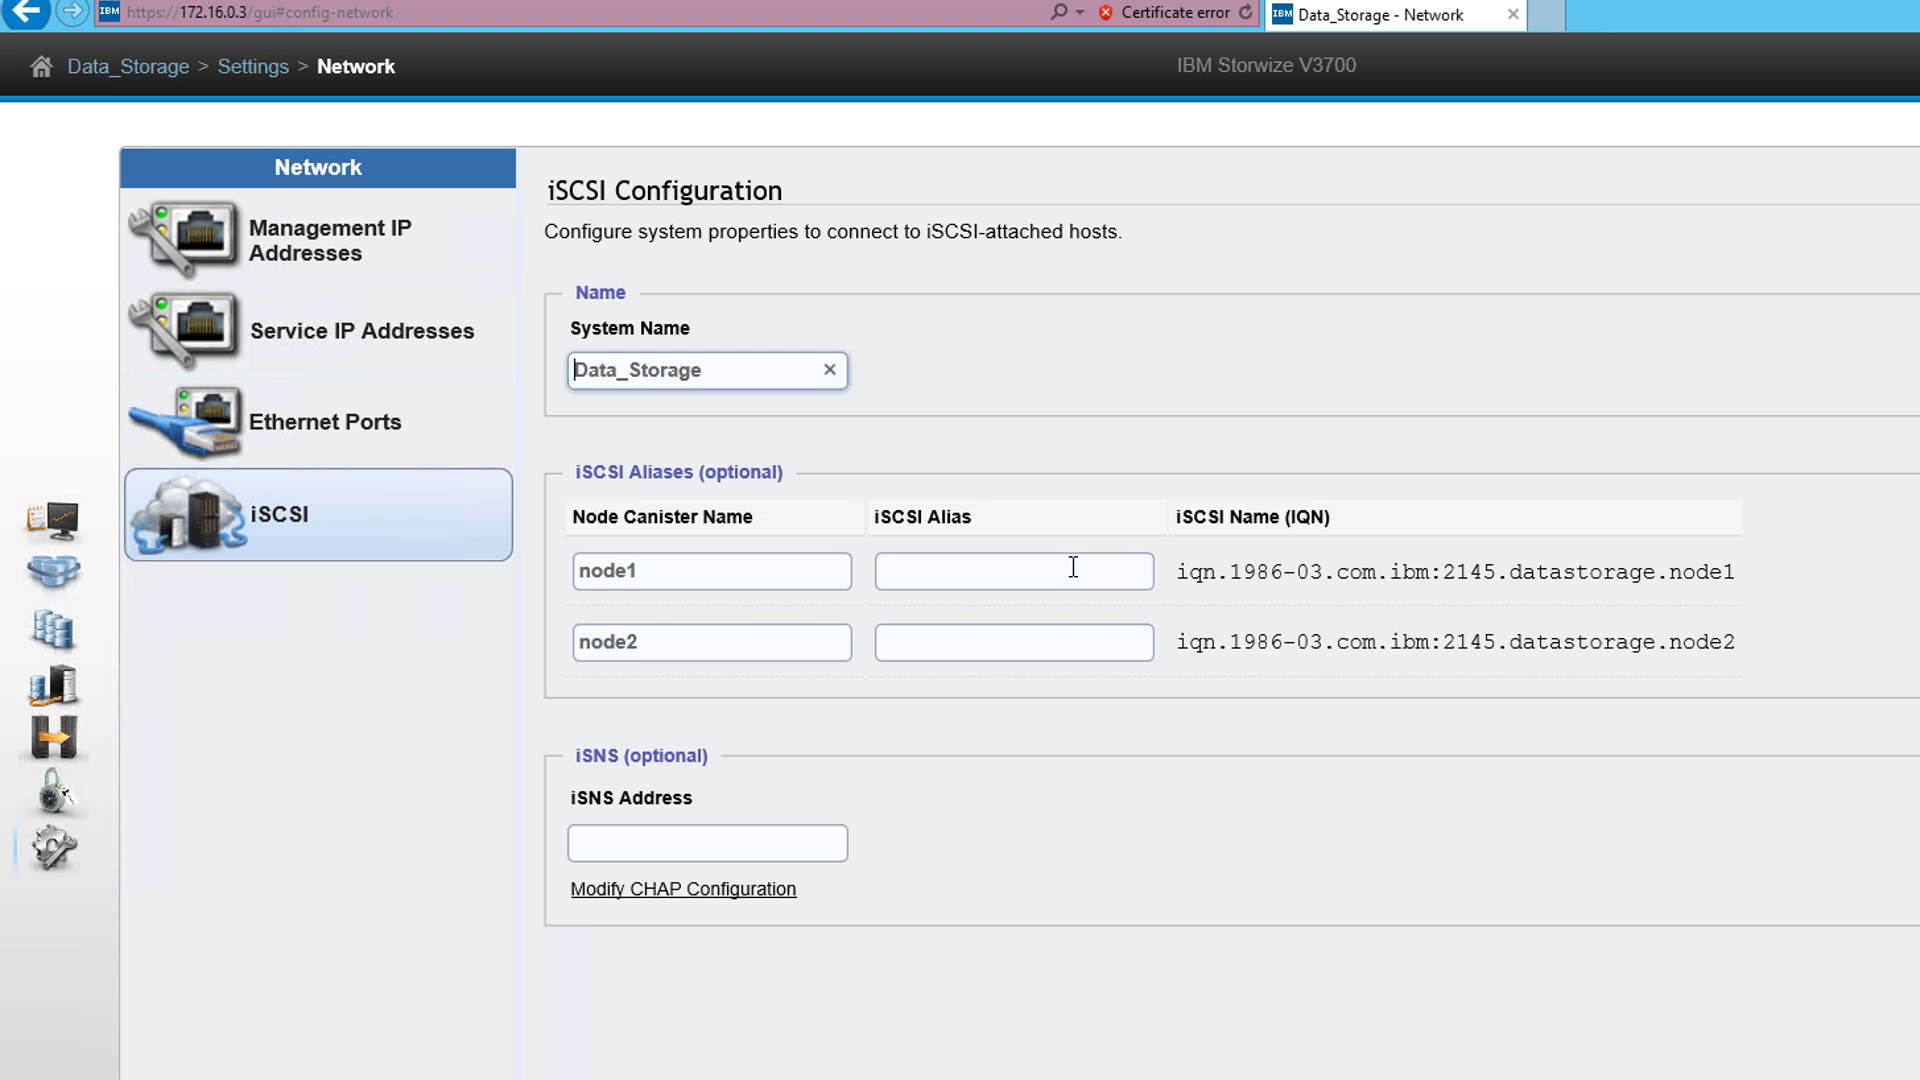 IBM https://172.16.0.3/gui#config-network Certificate error IBM Data_Storage - Network
Data_Storage > Settings > Network IBM Storwize V3700
Network
Management IP
Addresses
Service IP Addresses
Ethernet Ports
iSCSI
iSCSI Configuration
Configure system properties to connect to iSCSI-attached hosts.
Name
System Name
Data_Storage
iSCSI Aliases (optional)
Node Canister Name iSCSI Alias iSCSI Name (IQN)
node1 iqn.1986-03.com.ibm:2145.datastorage.node1
node2 iqn.1986-03.com.ibm:2145.datastorage.node2
iSNS (optional)
iSNS Address
Modify CHAP Configuration